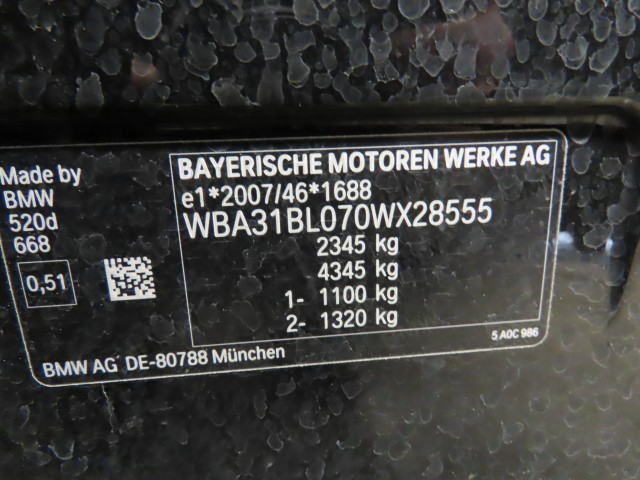 Made by
BMW
520d
668
0,51
BAYERISCHE MOTOREN WERKE AG
e1*2007/46*1688
WBA31BL070WX28555
2345 kg
4345 kg
1- 1100 kg
2- 1320 kg
5 A0C 986
BMW AG DE-80788 München